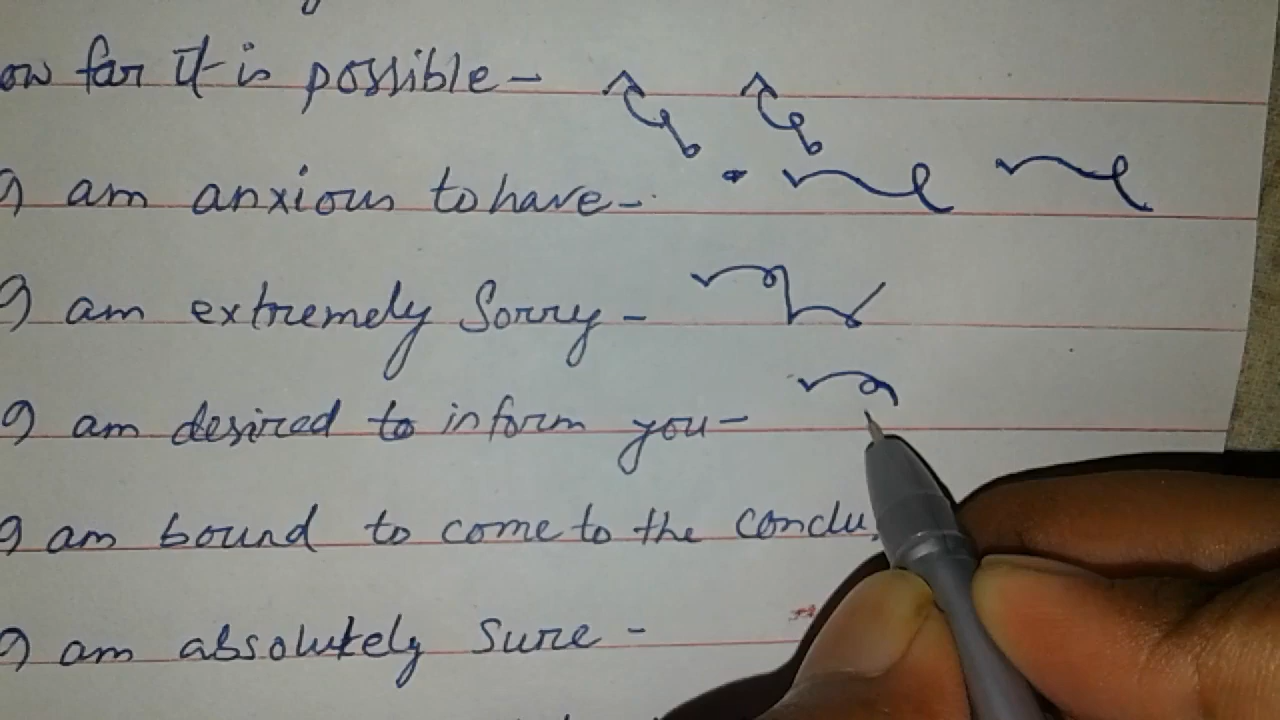 ow far it is possible -
I am anxious to have -
I am extremely Sorry -
I am desired to inform you -
I am bound to come to the conclu
I am absolutely Sure -